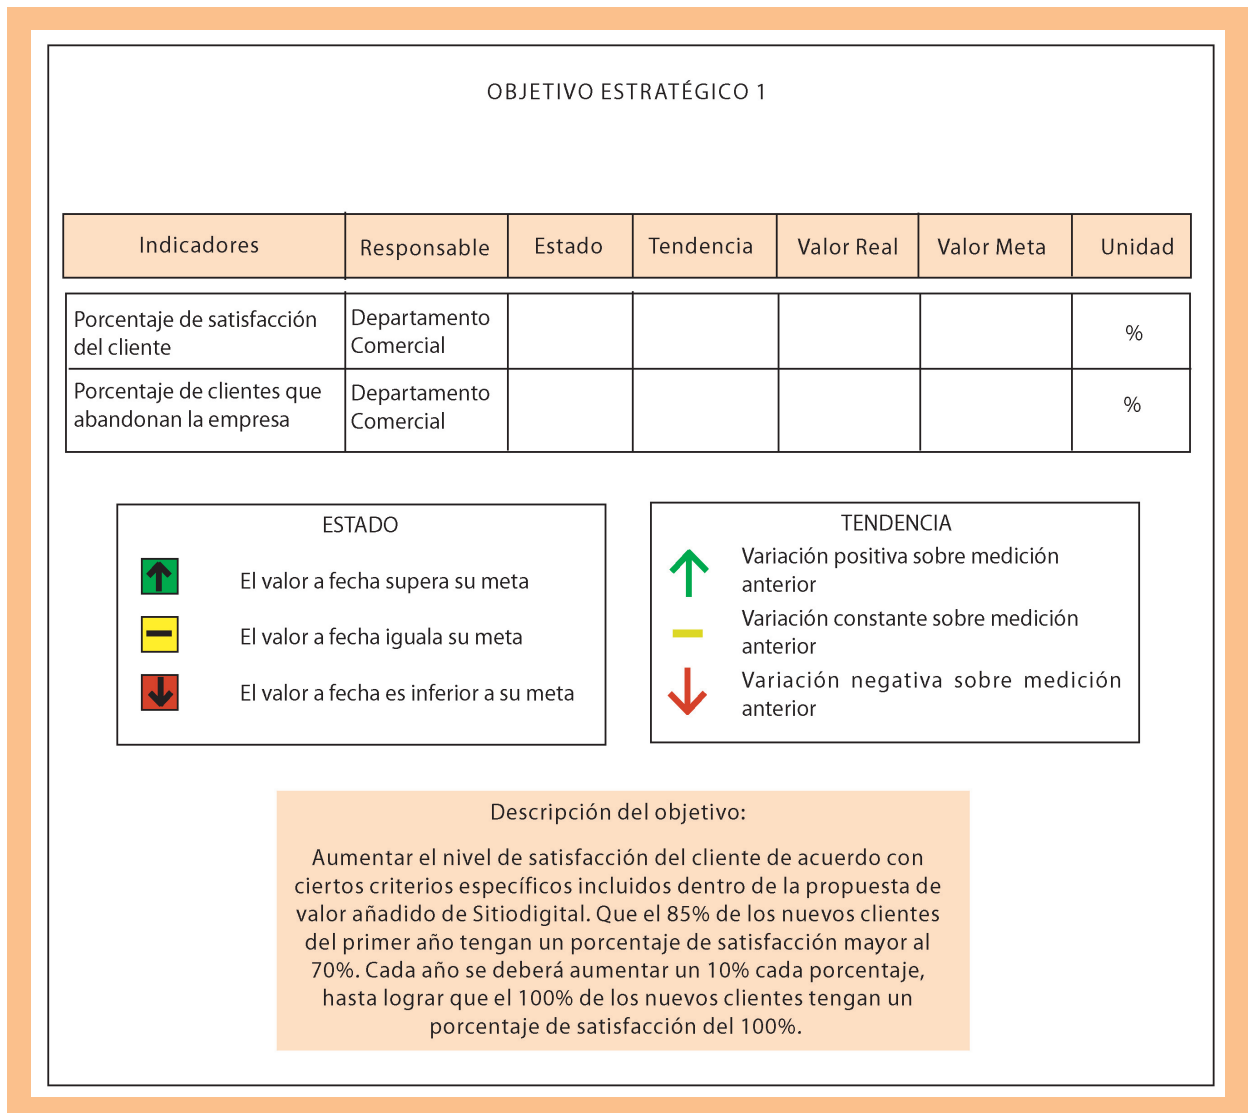 OBJETIVO ESTRATÉGICO 1
Indicadores Responsable Estado Tendencia Valor Real Valor Meta Unidad
Porcentaje de satisfacción
del cliente
Departamento
Comercial
%
Porcentaje de clientes que
abandonan la empresa
Departamento
Comercial
%
ESTADO
El valor a fecha supera su meta
El valor a fecha iguala su meta
El valor a fecha es inferior a su meta
TENDENCIA
Variación positiva sobre medición
anterior
Variación constante sobre medición
anterior
Variación negativa sobre medición
anterior
Descripción del objetivo:
Aumentar el nivel de satisfacción del cliente de acuerdo con
ciertos criterios específicos incluidos dentro de la propuesta de
valor añadido de Sitiodigital. Que el 85% de los nuevos clientes
del primer año tengan un porcentaje de satisfacción mayor al
70%. Cada año se deberá aumentar un 10% cada porcentaje,
hasta lograr que el 100% de los nuevos clientes tengan un
porcentaje de satisfacción del 100%.